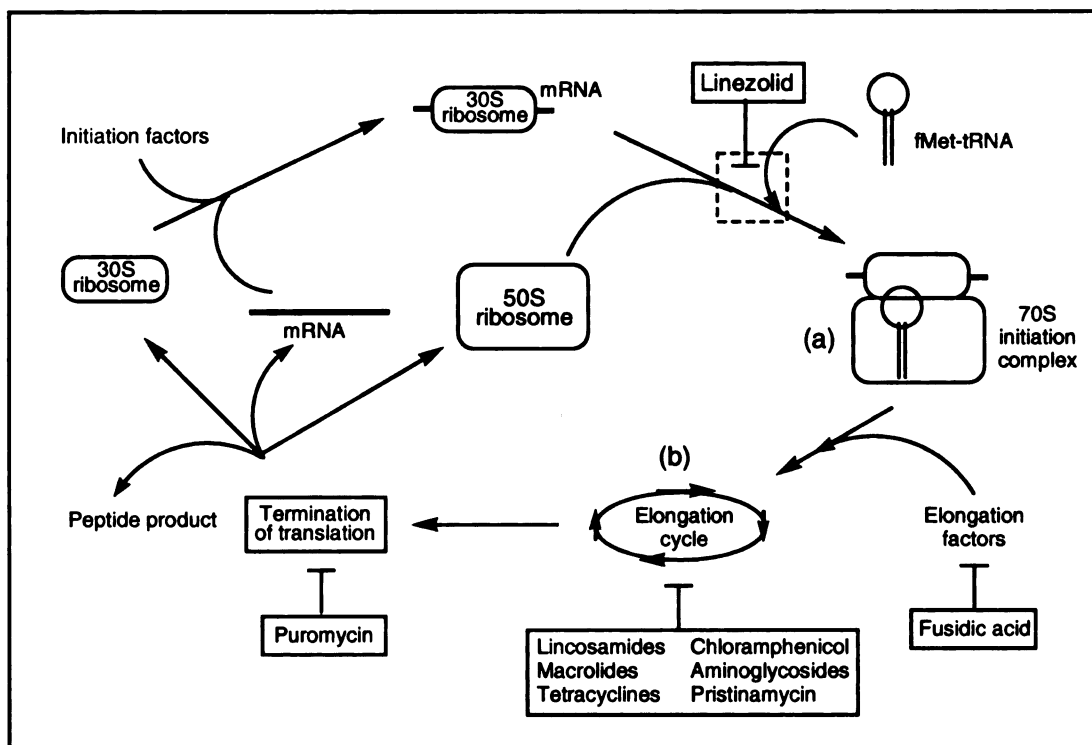 Linezolid
30S
ribosome
mRNA
fMet-tRNA
Initiation factors
30S
ribosome
50S
ribosome
mRNA
(a)
70S
initiation
complex
(b)
Peptide product
Termination
of translation
Elongation
cycle
Elongation
factors
Puromycin
Lincosamides Chloramphenicol
Macrolides Aminoglycosides
Tetracyclines Pristinamycin
Fusidic acid